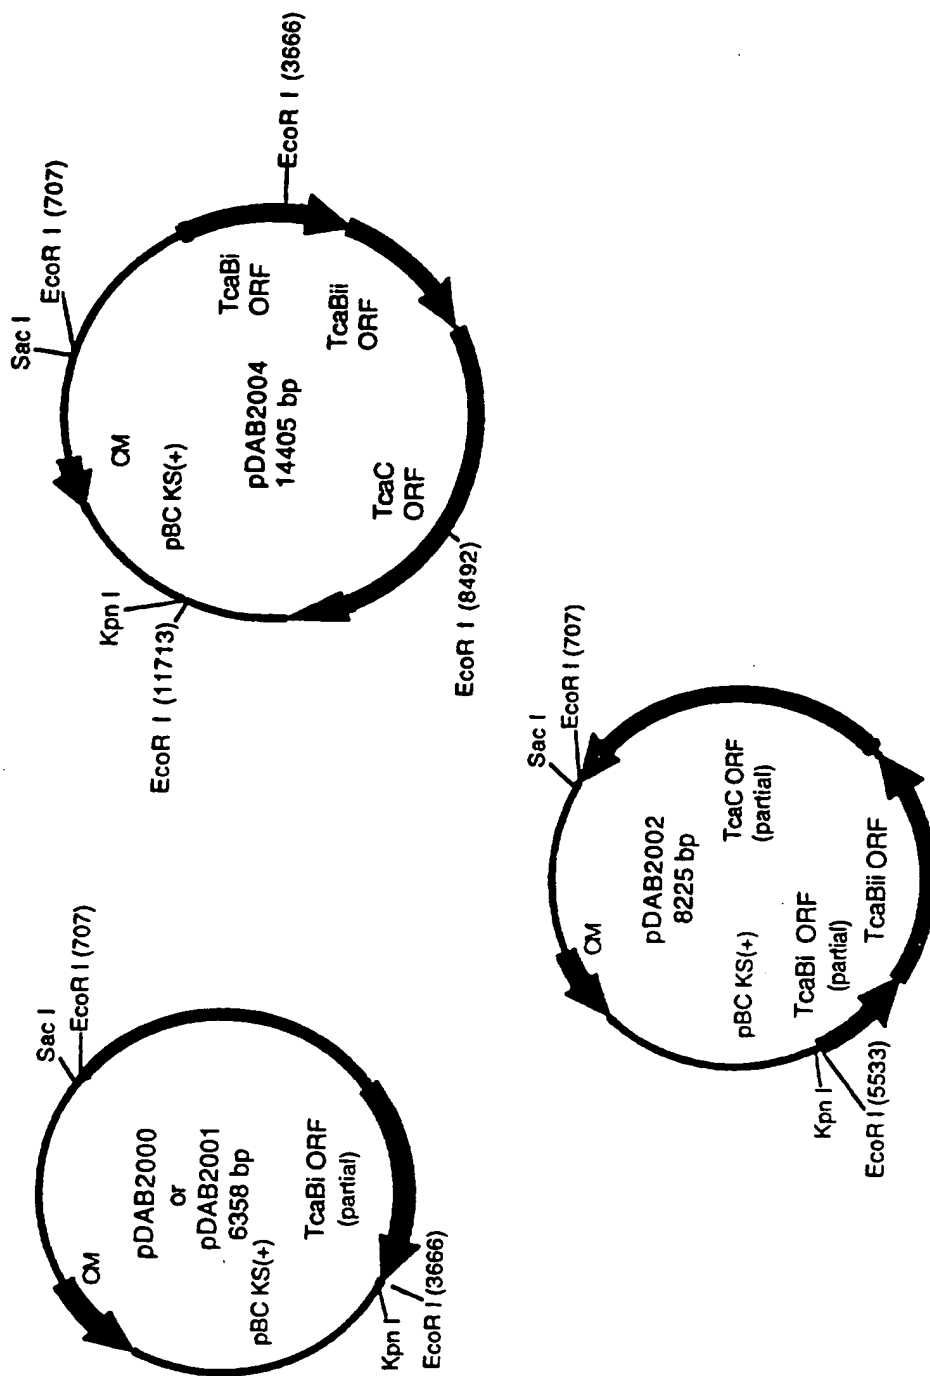 Sac I
EcoR I (707)
CM
pDAB2000
or
pDAB2001
6358 bp
pBC KS(+)
TcaBi ORF
(partial)
Kpn I
EcoR I (3666)
Sac I
EcoR I (707)
CM
pBC KS(+)
pDAB2004
14405 bp
TcaBi
ORF
EcoR I (3666)
TcaBii
ORF
TcaC
ORF
EcoR I (8492)
Kpn I
EcoR I (11713)
Sac I
EcoR I (707)
CM
pDAB2002
8225 bp
pBC KS(+)
TcaC ORF
(partial)
TcaBi ORF
(partial)
TcaBii ORF
Kpn I
EcoR I (5533)